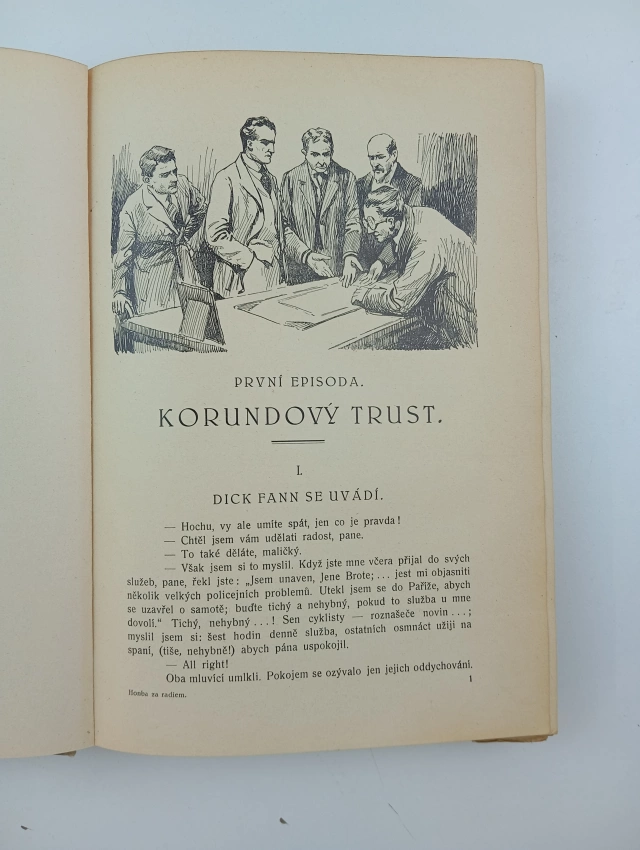 PRVNÍ EPISODA.
KORUNDOVÝ TRUST.
I.
DICK FANN SE UVÁDÍ.
— Hochu, vy ale umíte spát, jen co je pravda!
— Chtěl jsem vám udělati radost, pane.
— To také děláte, maličký.
— Však jsem si to myslil. Když jste mne včera přijal do svých
služeb, pane, řekl jste: „Jsem unaven, Jene Brote; ... jest mi objasniti
několik velkých policejních problemů. Utekl jsem se do Paříže, abych
se uzavřel o samotě; buďte tichý a nehybný, pokud to služba u mne
dovolí.“ Tichý, nehybný ...! Sen cyklisty — roznašeče novin ...;
myslil jsem si: šest hodin denně služba, ostatních osmnáct užiji na
spaní, (tiše, nehybně!) abych pána uspokojil.
— All right!
Oba mluvící umlkli. Pokojem se ozývalo jen jejich oddychování.
Honba za radiem.
1